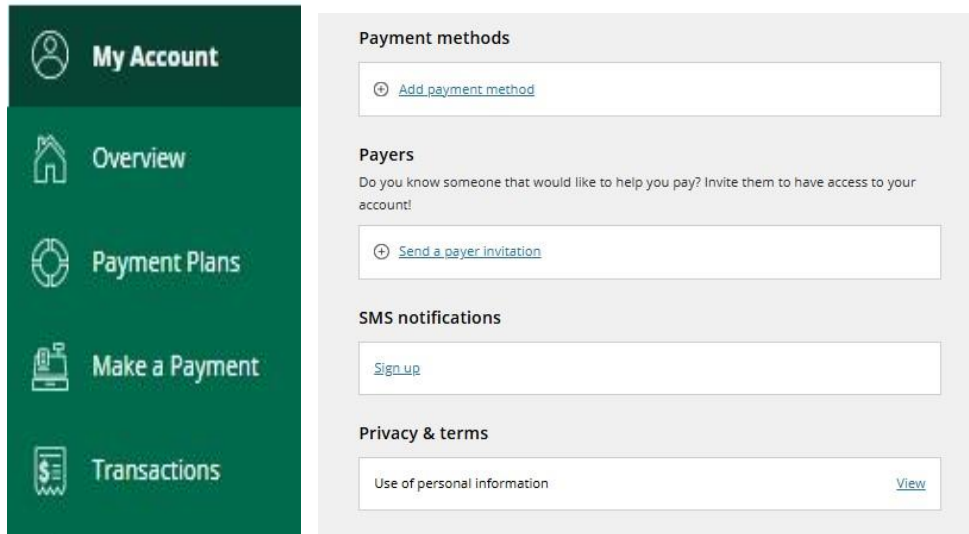 My Account
Overview
Payment Plans
Make a Payment
Transactions
Payment methods
Add payment method
Payers
Do you know someone that would like to help you pay? Invite them to have access to your
account!
Send a payer invitation
SMS notifications
Sign up
Privacy & terms
Use of personal information
View